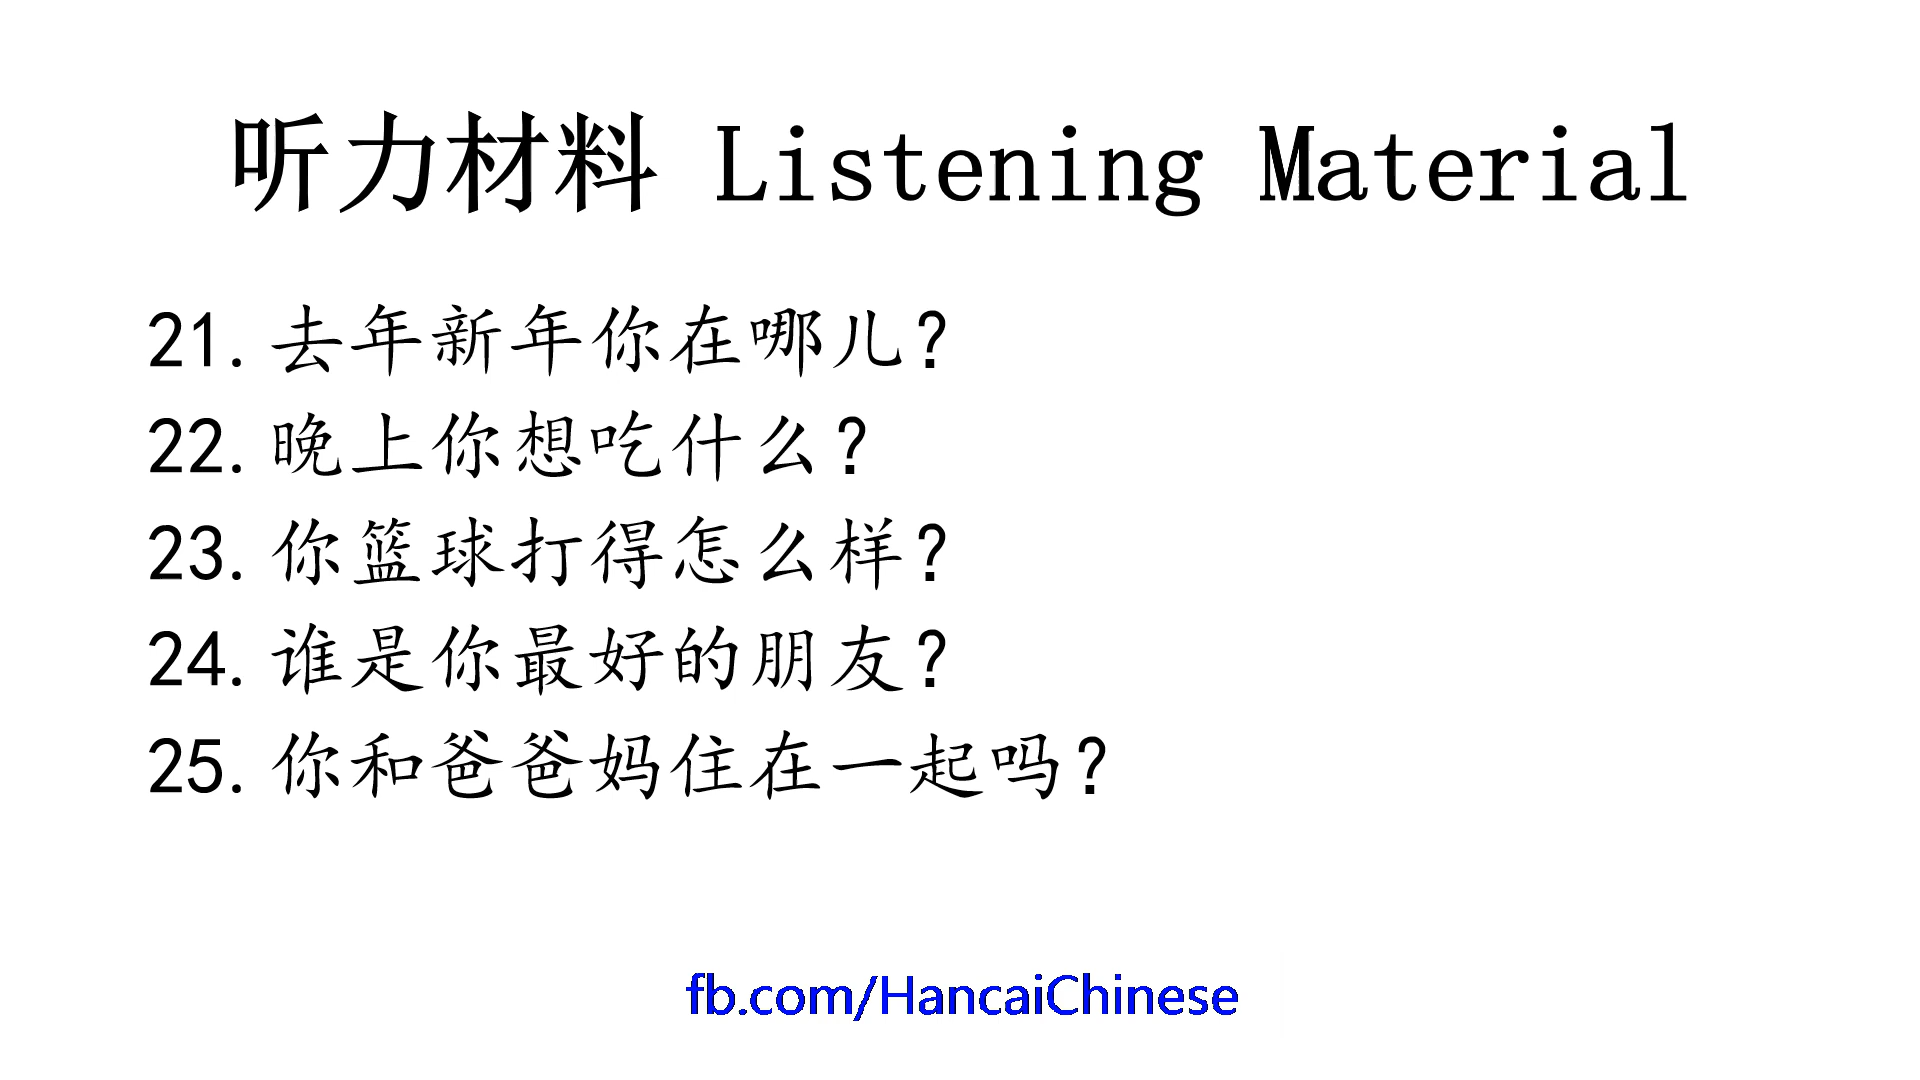 听力材料 Listening Material
21.去年新年你在哪儿?
22.晚上你想吃什么?
23.你篮球打得怎么样?
24.谁是你最好的朋友?
25.你和爸爸妈住在一起吗?
fb.com/HancaiChinese